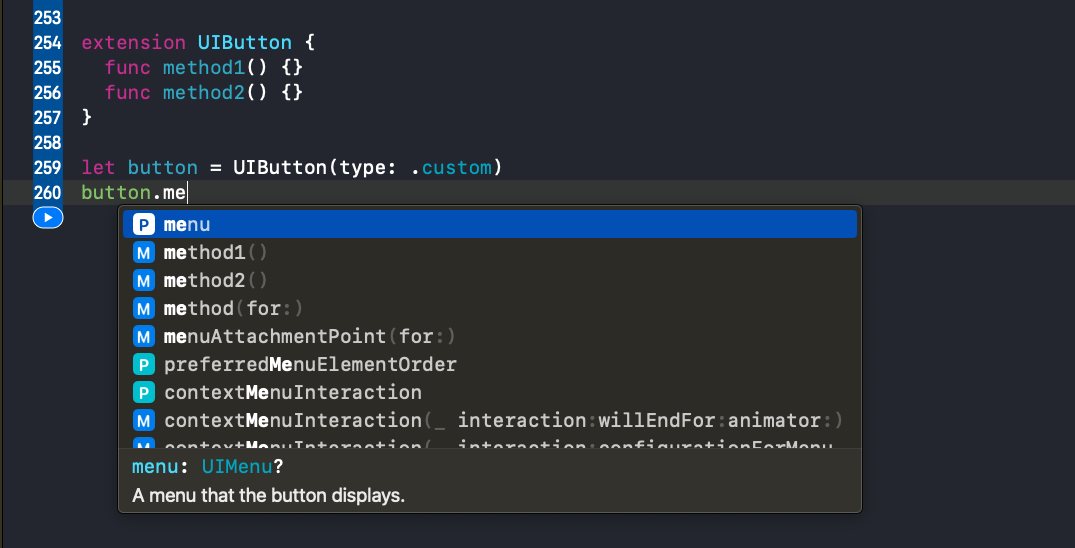 253
254 extension UIButton {
255 func method1() {}
256 func method2() {}
257 }
258
259 let button = UIButton(type: .custom)
260 button.me
P menu
M method1()
M method2()
M method(for:)
M menuAttachmentPoint(for:)
P preferredMenuElementOrder
P contextMenuInteraction
M contextMenuInteraction(_ interaction:willEndFor:animator:)
M contextMenuInteraction(_ interaction:configurationForMenu
menu: UIMenu?
A menu that the button displays.